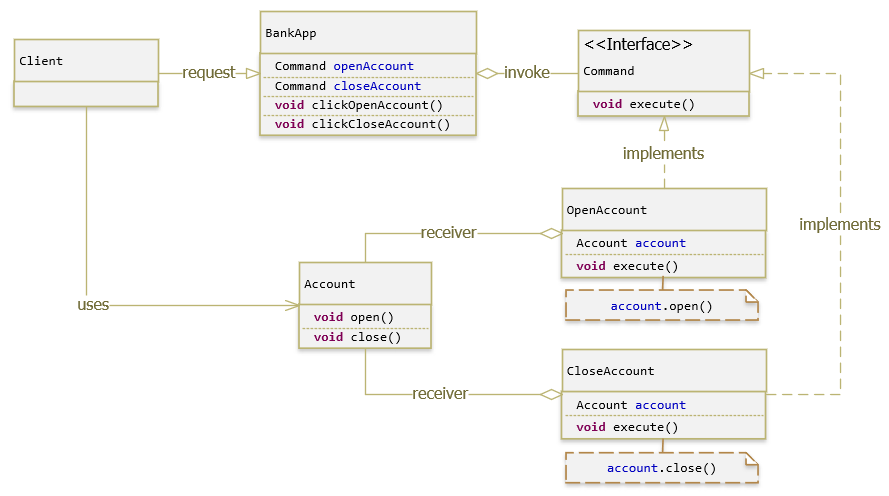 Client
request
BankApp
Command openAccount
Command closeAccount
void clickOpenAccount()
void clickCloseAccount()
invoke
<<Interface>>
Command
void execute()
implements
implements
OpenAccount
Account account
void execute()
account.open()
receiver
Account
void open()
void close()
uses
receiver
CloseAccount
Account account
void execute()
account.close()